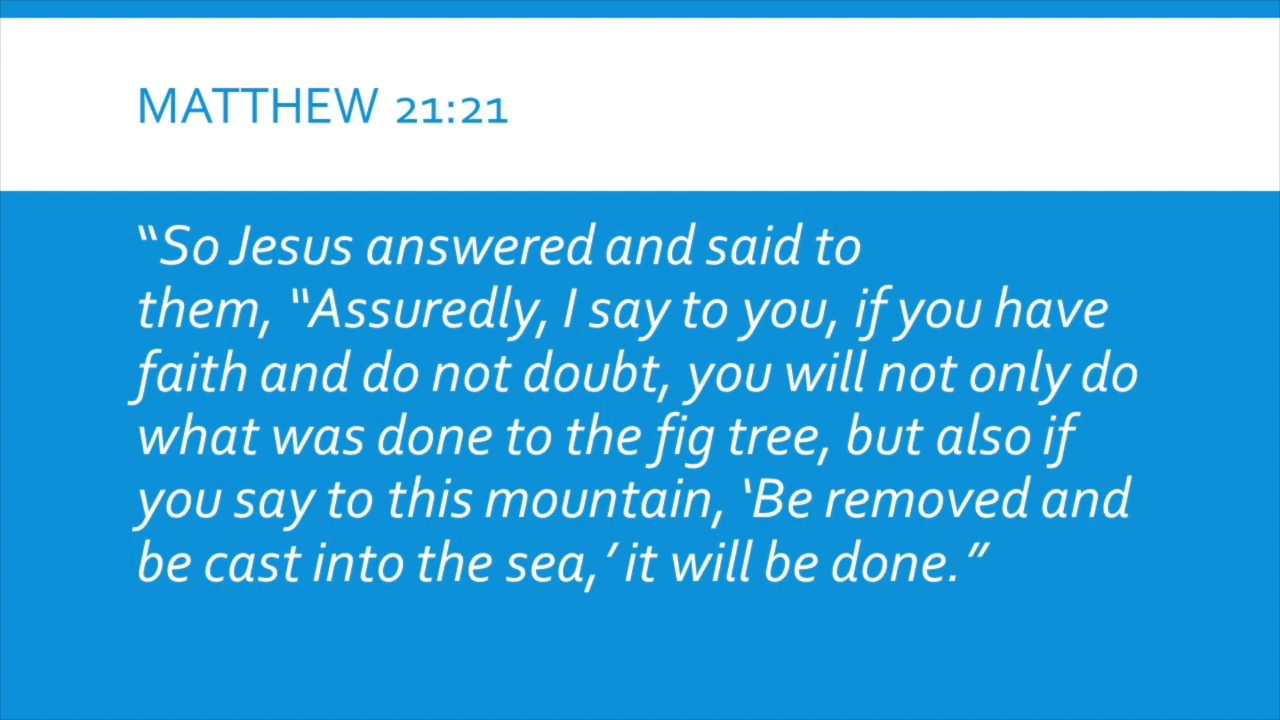 MATTHEW 21:21
“So Jesus answered and said to
them, “Assuredly, I say to you, if you have
faith and do not doubt, you will not only do
what was done to the fig tree, but also if
you say to this mountain, ‘Be removed and
be cast into the sea,’ it will be done.”